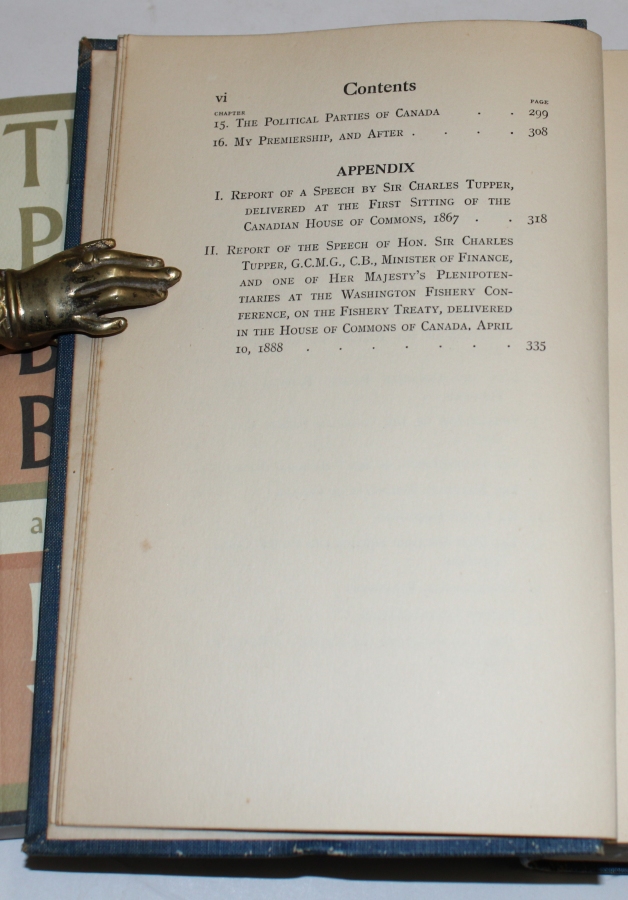 vi Contents
CHAPTER PAGE
15. The Political Parties of Canada . . 299
16. My Premiership, and After . . . . 308
APPENDIX
I. Report of a Speech by Sir Charles Tupper,
delivered at the First Sitting of the
Canadian House of Commons, 1867 . . 318
II. Report of the Speech of Hon. Sir Charles
Tupper, G.C.M.G., C.B., Minister of Finance,
and one of Her Majesty's Plenipoten-
tiaries at the Washington Fishery Con-
ference, on the Fishery Treaty, delivered
in the House of Commons of Canada, April
10, 1888 . . . . . . 335